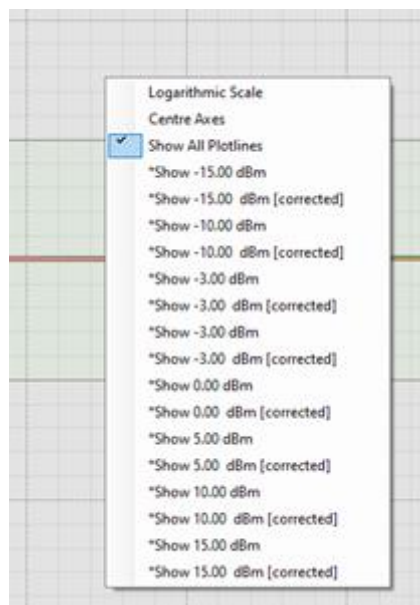 Logarithmic Scale
Centre Axes
Show All Plotlines
*Show -15.00 dBm
*Show -15.00  dBm [corrected]
*Show -10.00 dBm
*Show -10.00  dBm [corrected]
*Show -3.00 dBm
*Show -3.00  dBm [corrected]
*Show -3.00 dBm
*Show -3.00  dBm [corrected]
*Show 0.00 dBm
*Show 0.00  dBm [corrected]
*Show 5.00 dBm
*Show 5.00  dBm [corrected]
*Show 10.00 dBm
*Show 10.00  dBm [corrected]
*Show 15.00 dBm
*Show 15.00  dBm [corrected]